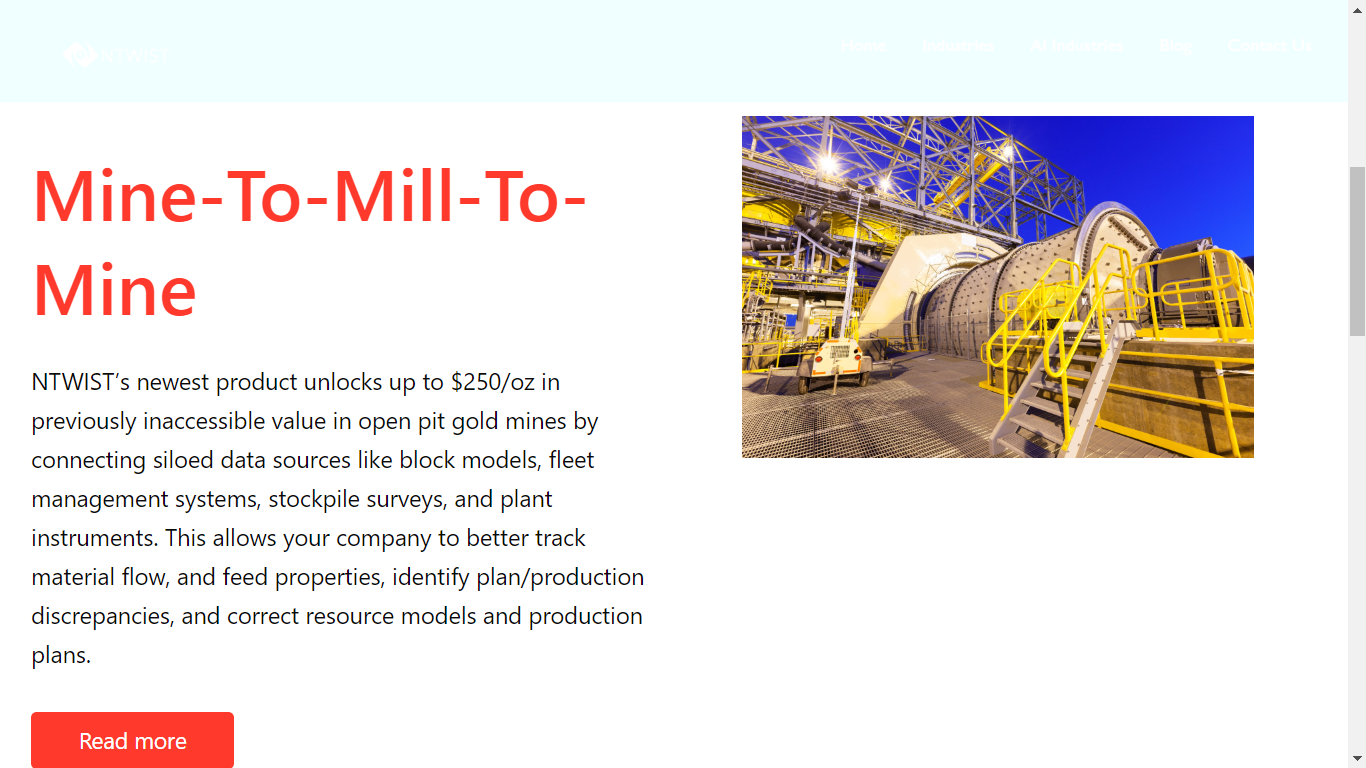 NTWIST
Home Industries AI Industries Blog Contact Us
Mine-To-Mill-To-
Mine
NTWIST’s newest product unlocks up to $250/oz in
previously inaccessible value in open pit gold mines by
connecting siloed data sources like block models, fleet
management systems, stockpile surveys, and plant
instruments. This allows your company to better track
material flow, and feed properties, identify plan/production
discrepancies, and correct resource models and production
plans.
Read more